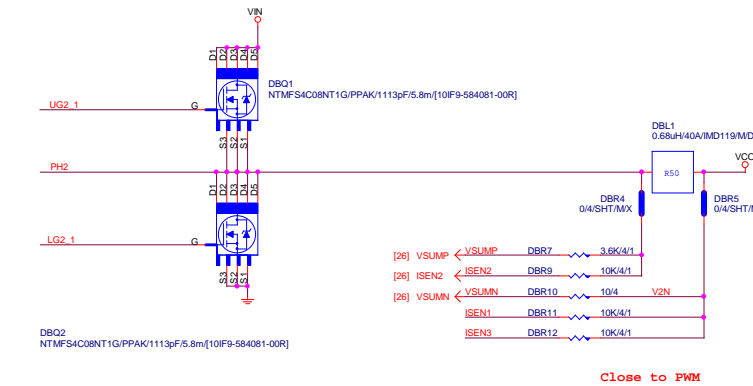 VIN
D1 D2 D3 D4 D5
DBQ1
NTMFS4C08NT1G/PPAK/1113pF/5.8m/[10IF9-584081-00R]
UG2_1
G
S3 S2 S1
DBL1
0.68uH/40A/IMD119/M/D
VCO
PH2
R50
D1 D2 D3 D4 D5
DBR4
0/4/SHT/M/X
DBR5
0/4/SHT/M
LG2_1
G
S3 S2 S1
[26] VSUMP VSUMP DBR7 3.6K/4/1
[26] ISEN2 ISEN2 DBR9 10K/4/1
[26] VSUMN VSUMN DBR10 10/4 V2N
ISEN1 DBR11 10K/4/1
ISEN3 DBR12 10K/4/1
DBQ2
NTMFS4C08NT1G/PPAK/1113pF/5.8m/[10IF9-584081-00R]
Close to PWM